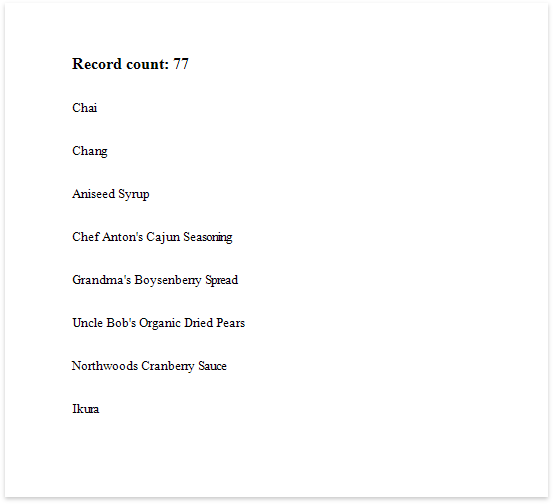 Record count: 77
Chai
Chang
Aniseed Syrup
Chef Anton's Cajun Seasoning
Grandma's Boysenberry Spread
Uncle Bob's Organic Dried Pears
Northwoods Cranberry Sauce
Ikura